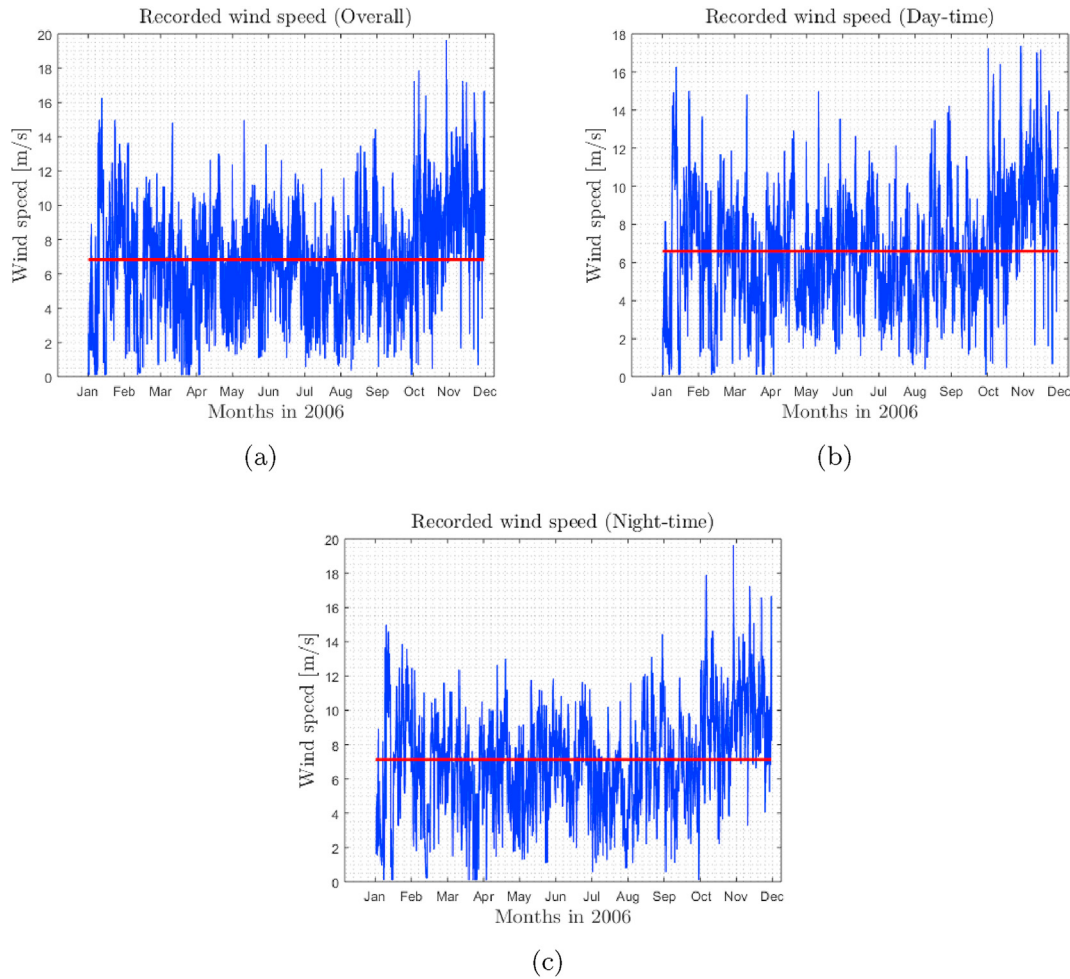 Recorded wind speed (Overall)
Wind speed [m/s]
20
18
16
14
12
10
8
6
4
2
0
Jan Feb Mar Apr May Jun Jul Aug Sep Oct Nov Dec
Months in 2006
(a)
Recorded wind speed (Day-time)
Wind speed [m/s]
18
16
14
12
10
8
6
4
2
0
Jan Feb Mar Apr May Jun Jul Aug Sep Oct Nov Dec
Months in 2006
(b)
Recorded wind speed (Night-time)
Wind speed [m/s]
20
18
16
14
12
10
8
6
4
2
0
Jan Feb Mar Apr May Jun Jul Aug Sep Oct Nov Dec
Months in 2006
(c)